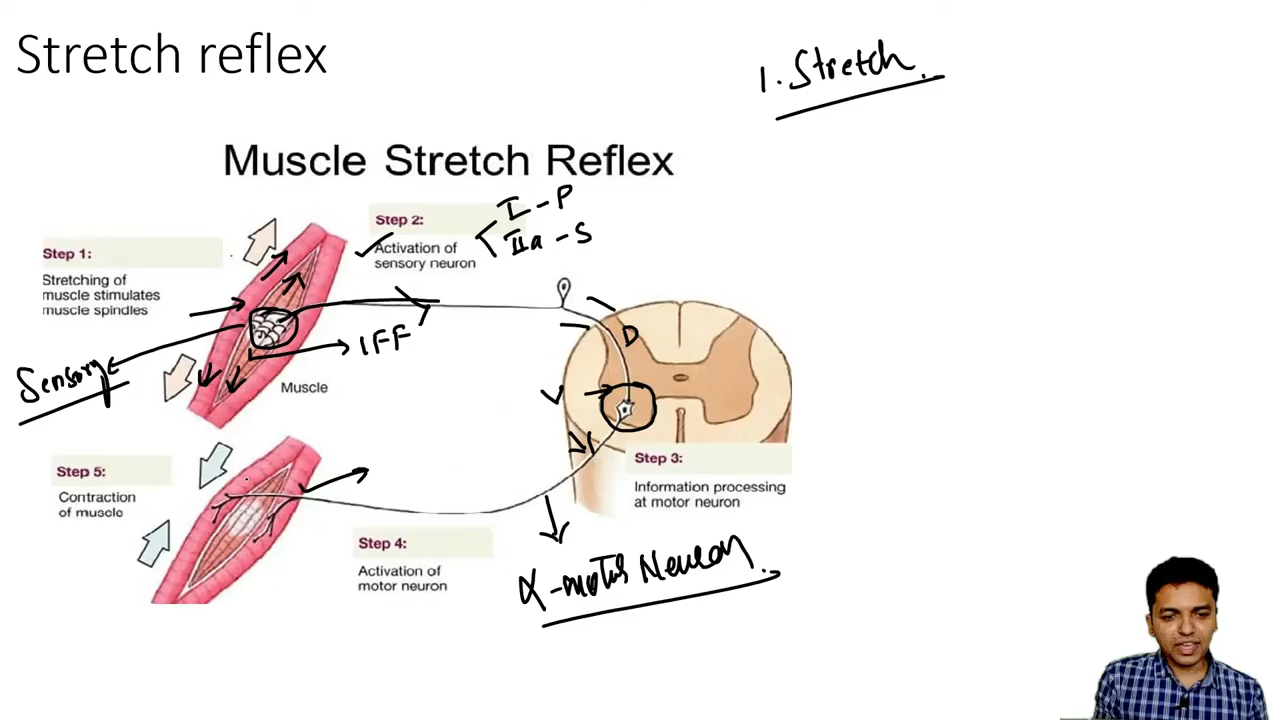 Stretch reflex
1. Stretch.
Muscle Stretch Reflex
Step 1:
Stretching of
muscle stimulates
muscle spindles
Step 2:
Activation of
sensory neuron
I - P
IIa - S
IFF
Sensory
Muscle
D
V
Step 3:
Information processing
at motor neuron
Step 5:
Contraction
of muscle
Step 4:
Activation of
motor neuron
α-motor Neuron.